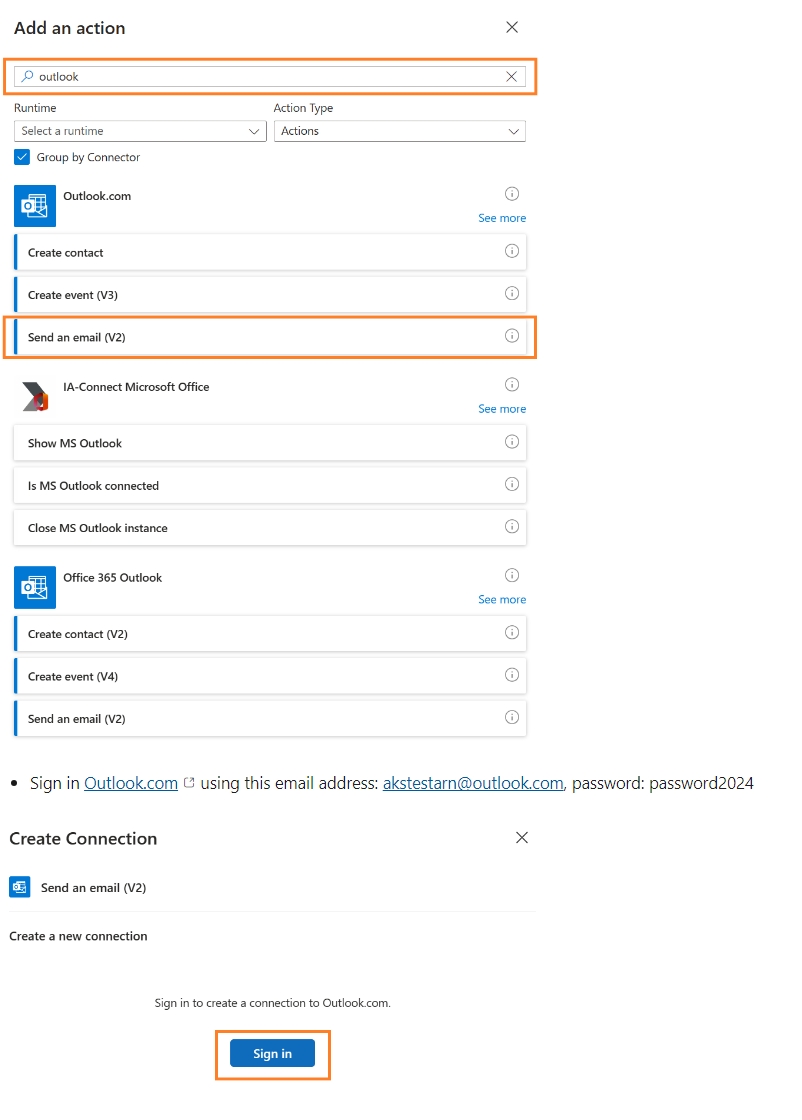 Add an action
outlook
Runtime
Action Type
Select a runtime
Actions
Group by Connector
Outlook.com
See more
Create contact
Create event (V3)
Send an email (V2)
IA-Connect Microsoft Office
See more
Show MS Outlook
Is MS Outlook connected
Close MS Outlook instance
Office 365 Outlook
See more
Create contact (V2)
Create event (V4)
Send an email (V2)
• Sign in Outlook.com using this email address: akstestarn@outlook.com, password: password2024
Create Connection
Send an email (V2)
Create a new connection
Sign in to create a connection to Outlook.com.
Sign in